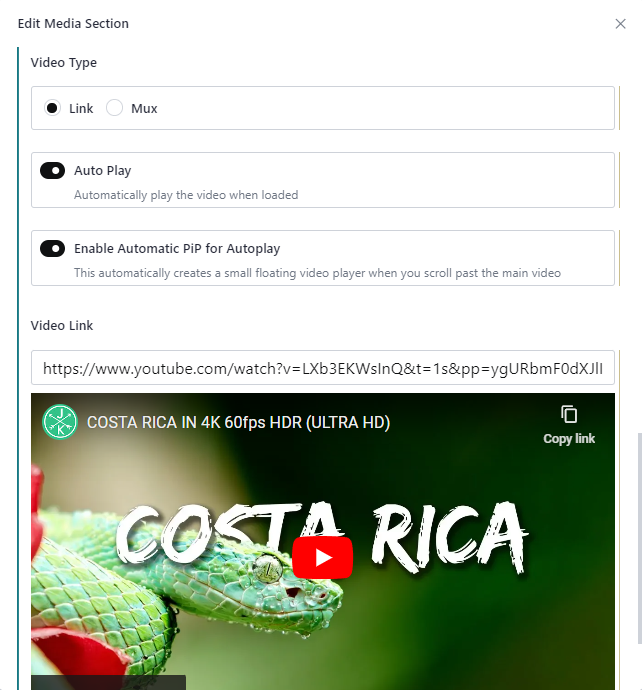 Edit Media Section
Video Type
Link Mux
Auto Play
Automatically play the video when loaded
Enable Automatic PiP for Autoplay
This automatically creates a small floating video player when you scroll past the main video
Video Link
https://www.youtube.com/watch?v=LXb3EKWsInQ&t=1s&pp=ygURbmF0dXJlI
J
K
COSTA RICA IN 4K 60fps HDR (ULTRA HD)
Copy link
COSTA RICA